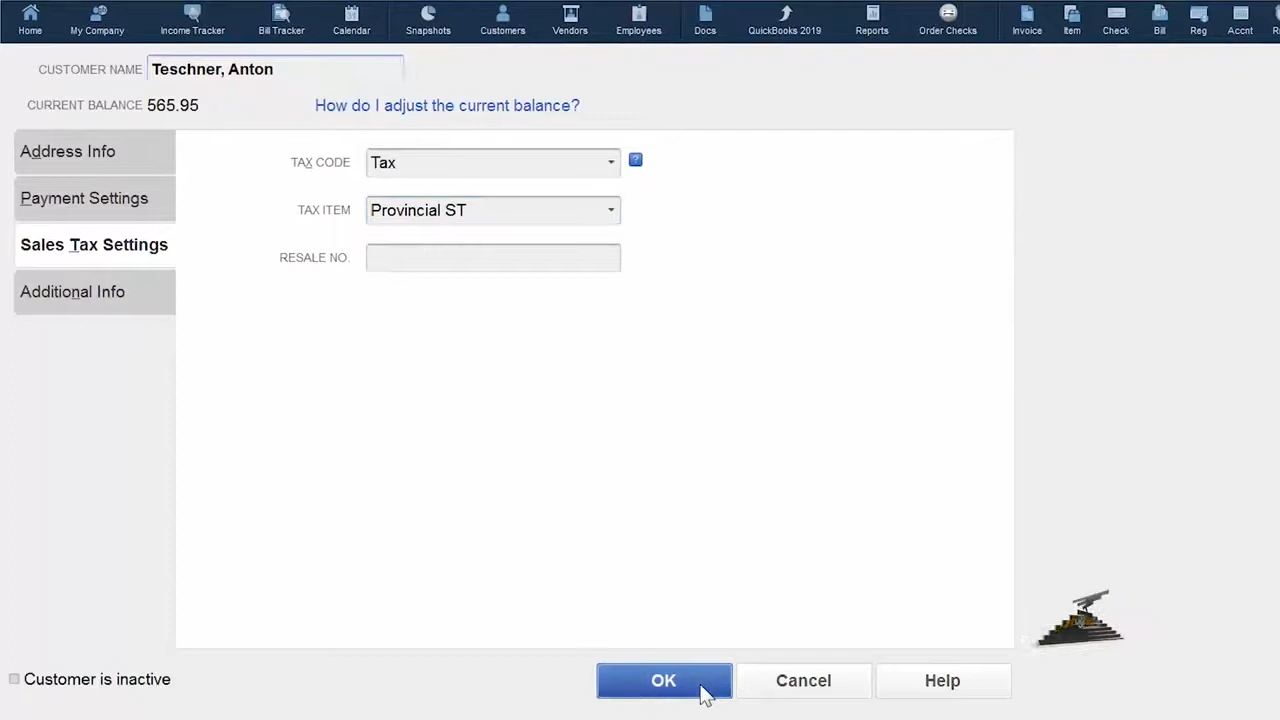 Home My Company Income Tracker Bill Tracker Calendar Snapshots Customers Vendors Employees Docs QuickBooks 2019 Reports Order Checks Invoice Item Check Bill Reg Accnt
CUSTOMER NAME Teschner, Anton
CURRENT BALANCE 565.95 How do I adjust the current balance?
Address Info
Payment Settings
Sales Tax Settings
Additional Info
TAX CODE Tax ?
TAX ITEM Provincial ST
RESALE NO.
Customer is inactive
OK Cancel Help